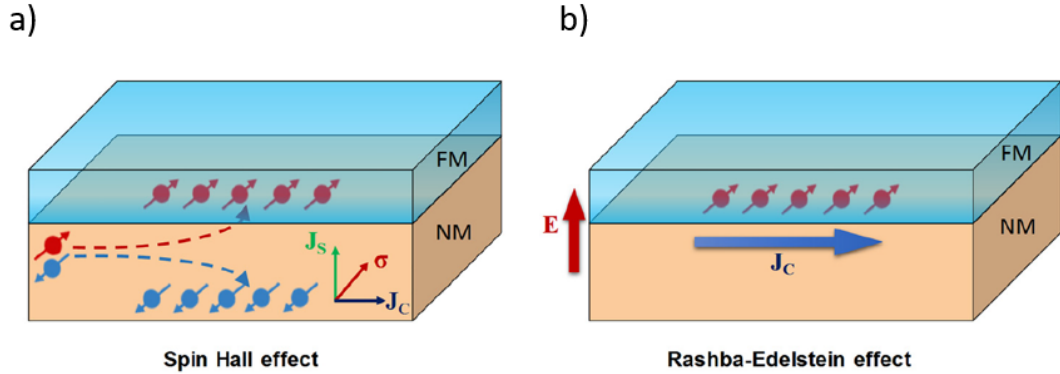 a)
b)
FM
NM
J_S
σ
J_C
FM
NM
E
J_C
Spin Hall effect
Rashba-Edelstein effect